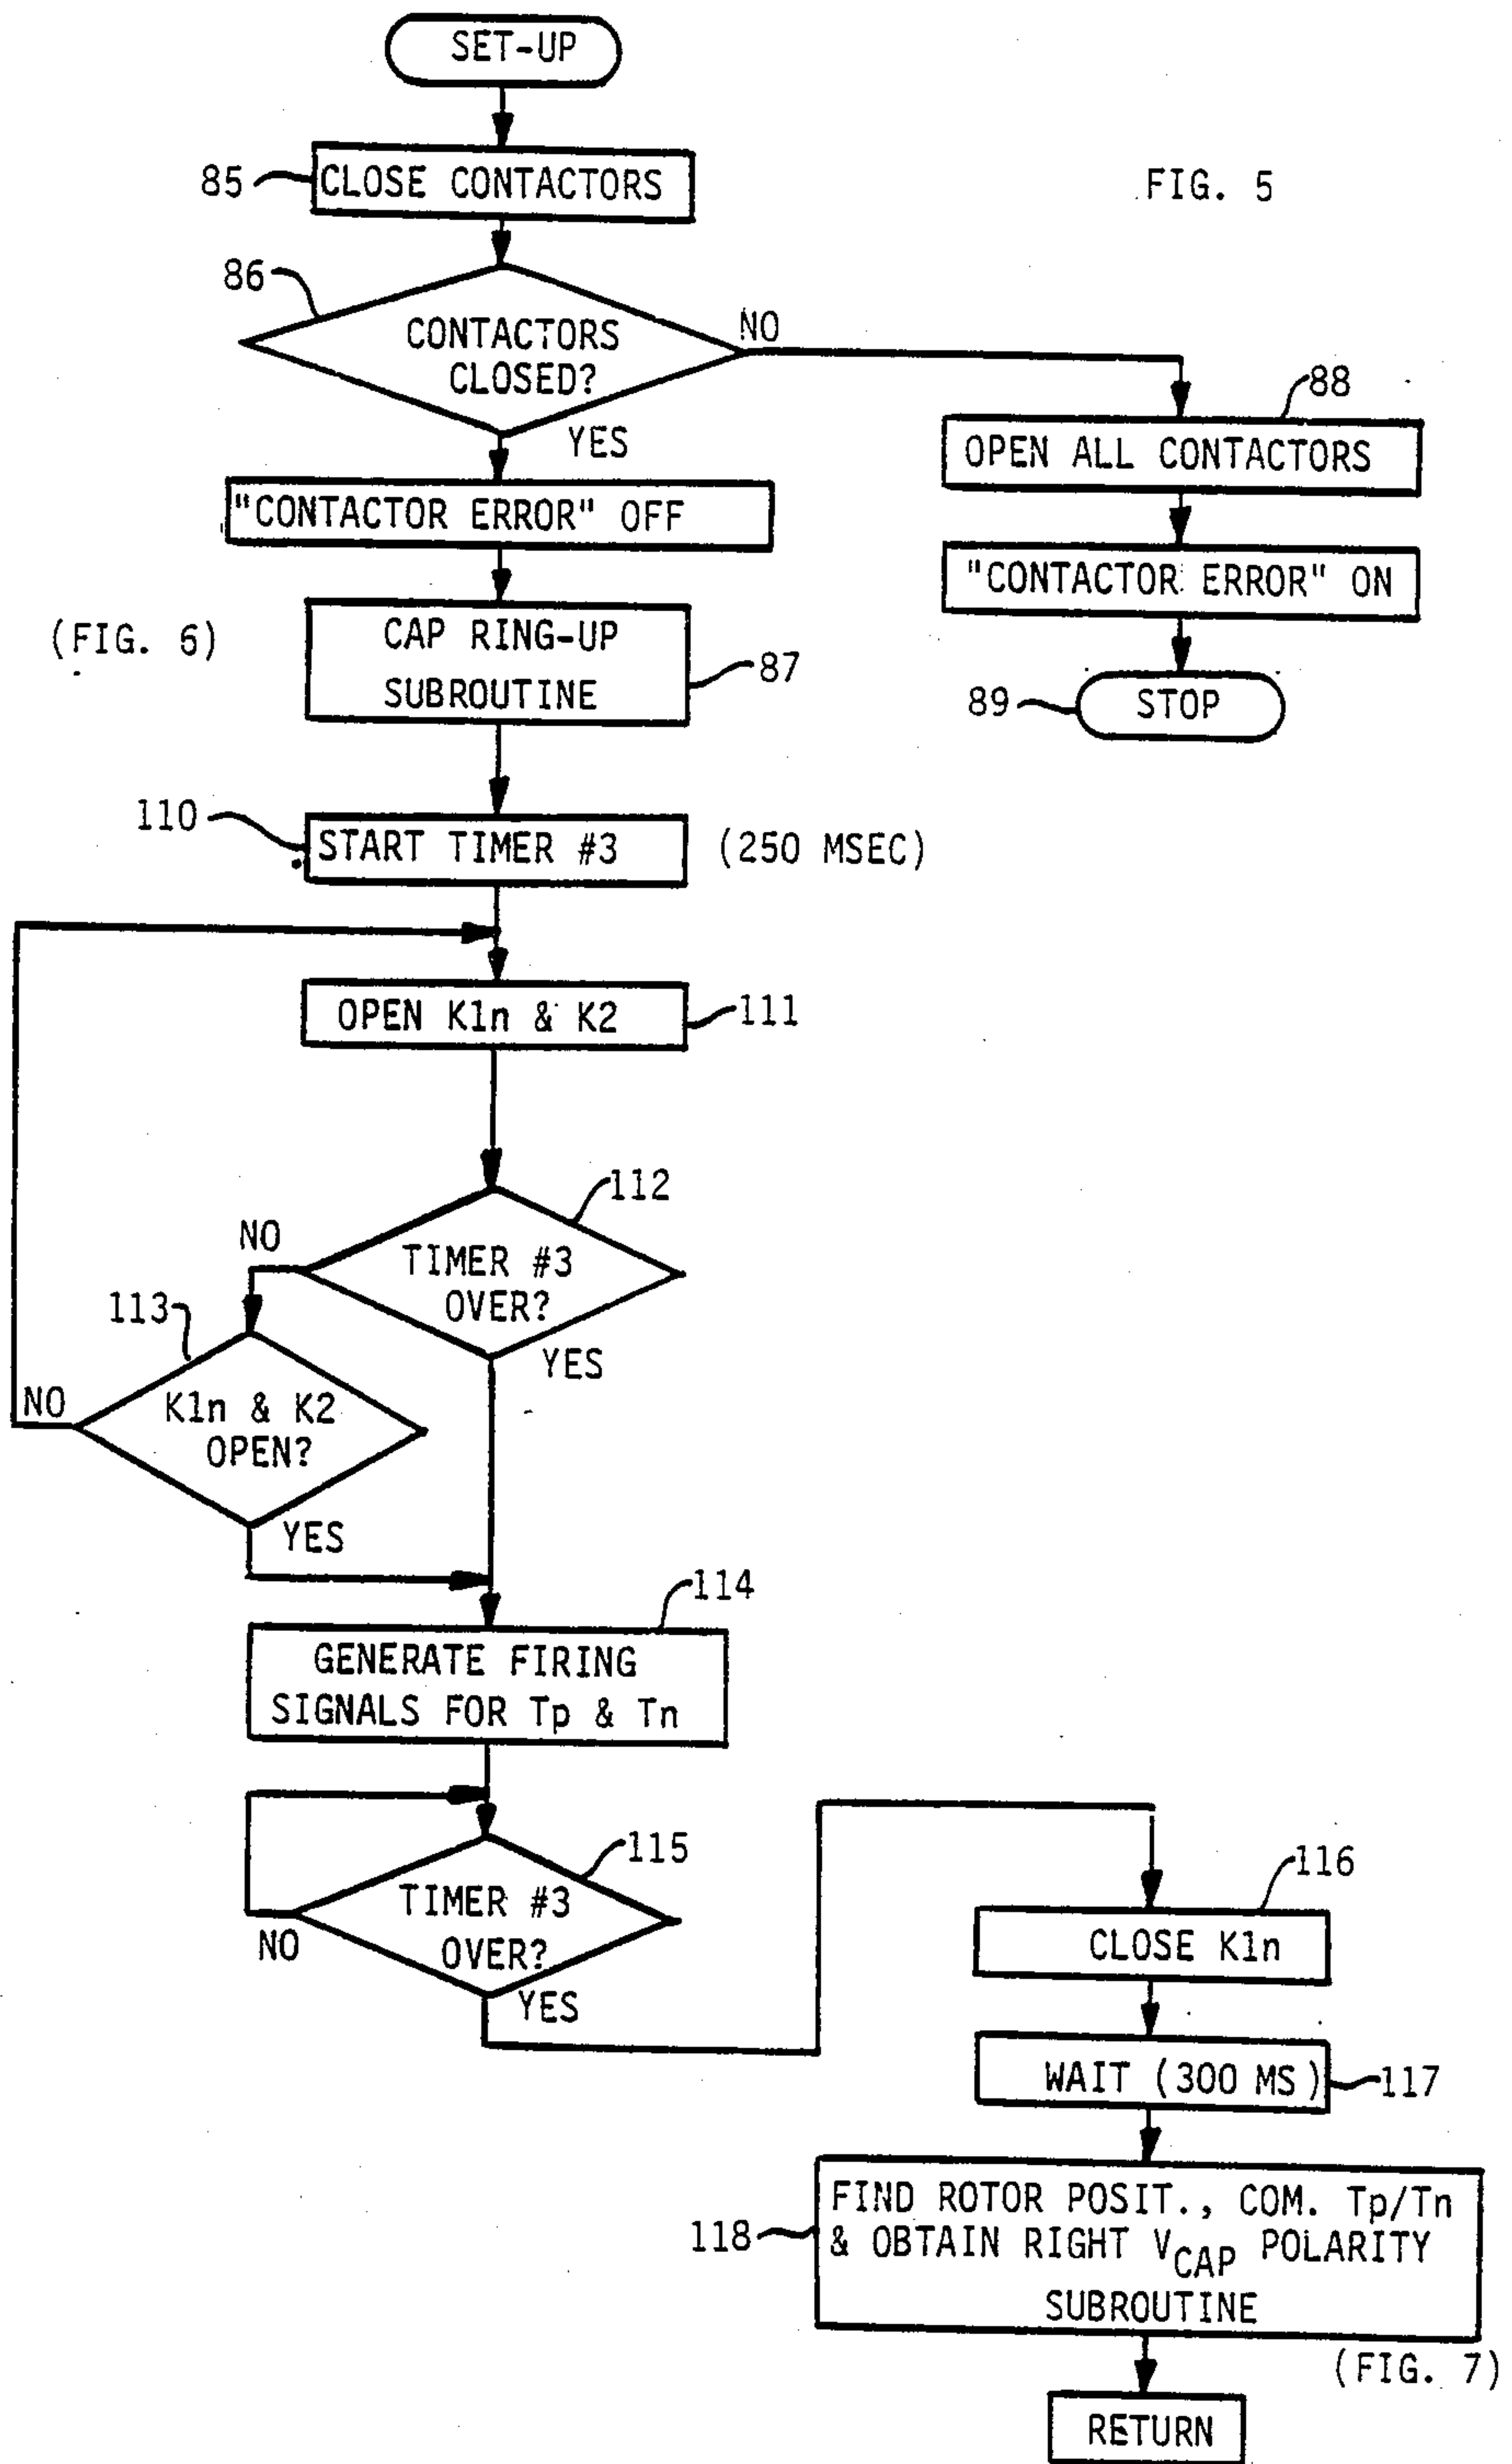 SET-UP
85
CLOSE CONTACTORS
FIG. 5
86
CONTACTORS
CLOSED?
NO
YES
88
OPEN ALL CONTACTORS
"CONTACTOR ERROR" OFF
"CONTACTOR ERROR" ON
(FIG. 6)
CAP RING-UP
SUBROUTINE
87
89
STOP
110
START TIMER #3
(250 MSEC)
OPEN K1n & K2
111
112
NO
TIMER #3
OVER?
YES
113
NO
K1n & K2
OPEN?
YES
114
GENERATE FIRING
SIGNALS FOR Tp & Tn
115
TIMER #3
OVER?
NO
YES
116
CLOSE K1n
WAIT (300 MS)
117
118
FIND ROTOR POSIT., COM. Tp/Tn
& OBTAIN RIGHT VCAP POLARITY
SUBROUTINE
(FIG. 7)
RETURN